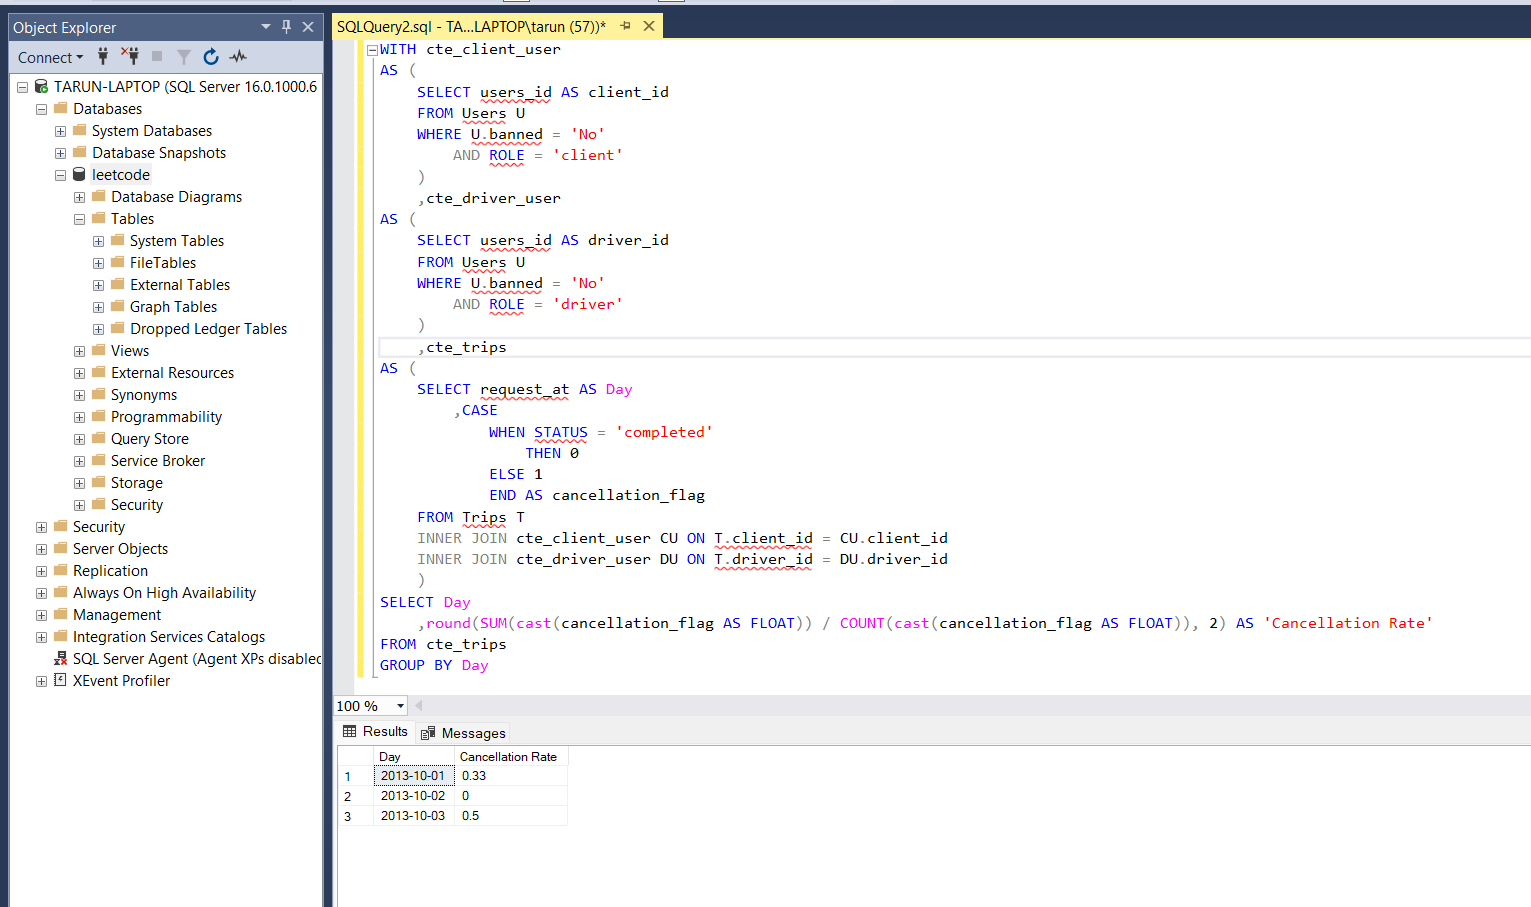 Object Explorer
Connect
TARUN-LAPTOP (SQL Server 16.0.1000.6
Databases
System Databases
Database Snapshots
leetcode
Database Diagrams
Tables
System Tables
FileTables
External Tables
Graph Tables
Dropped Ledger Tables
Views
External Resources
Synonyms
Programmability
Query Store
Service Broker
Storage
Security
Security
Server Objects
Replication
Always On High Availability
Management
Integration Services Catalogs
SQL Server Agent (Agent XPs disabled
XEvent Profiler
SQLQuery2.sql - TA...LAPTOP\tarun (57))*
WITH cte_client_user
AS (
SELECT users_id AS client_id
FROM Users U
WHERE U.banned = 'No'
AND ROLE = 'client'
)
,cte_driver_user
AS (
SELECT users_id AS driver_id
FROM Users U
WHERE U.banned = 'No'
AND ROLE = 'driver'
)
,cte_trips
AS (
SELECT request_at AS Day
,CASE
WHEN STATUS = 'completed'
THEN 0
ELSE 1
END AS cancellation_flag
FROM Trips T
INNER JOIN cte_client_user CU ON T.client_id = CU.client_id
INNER JOIN cte_driver_user DU ON T.driver_id = DU.driver_id
)
SELECT Day
,round(SUM(cast(cancellation_flag AS FLOAT)) / COUNT(cast(cancellation_flag AS FLOAT)), 2) AS 'Cancellation Rate'
FROM cte_trips
GROUP BY Day
100 %
Results Messages
Day Cancellation Rate
1 2013-10-01 0.33
2 2013-10-02 0
3 2013-10-03 0.5